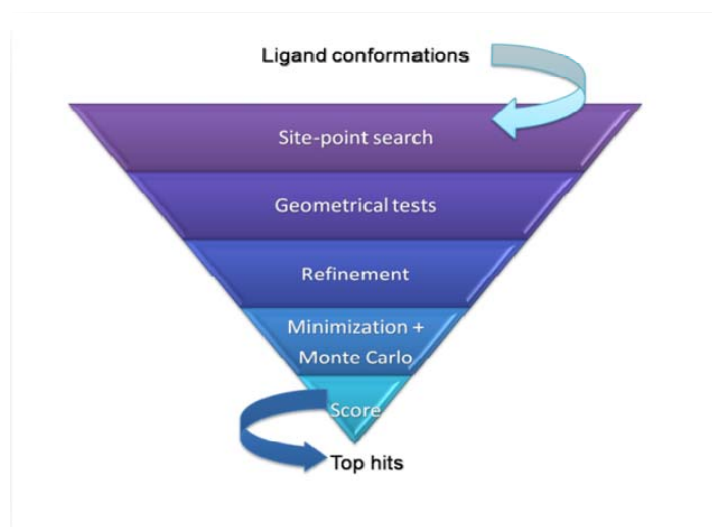 Ligand conformations
Site-point search
Geometrical tests
Refinement
Minimization +
Monte Carlo
Score
Top hits